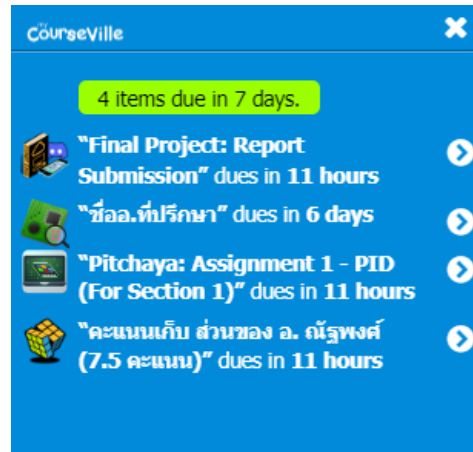 my
CourseVille
4 items due in 7 days.
“Final Project: Report
Submission” dues in 11 hours
“ชื่ออ.ที่ปรึกษา” dues in 6 days
“Pitchaya: Assignment 1 - PID
(For Section 1)” dues in 11 hours
“คะแนนเก็บ ส่วนของ อ. ณัฐพงศ์
(7.5 คะแนน)” dues in 11 hours